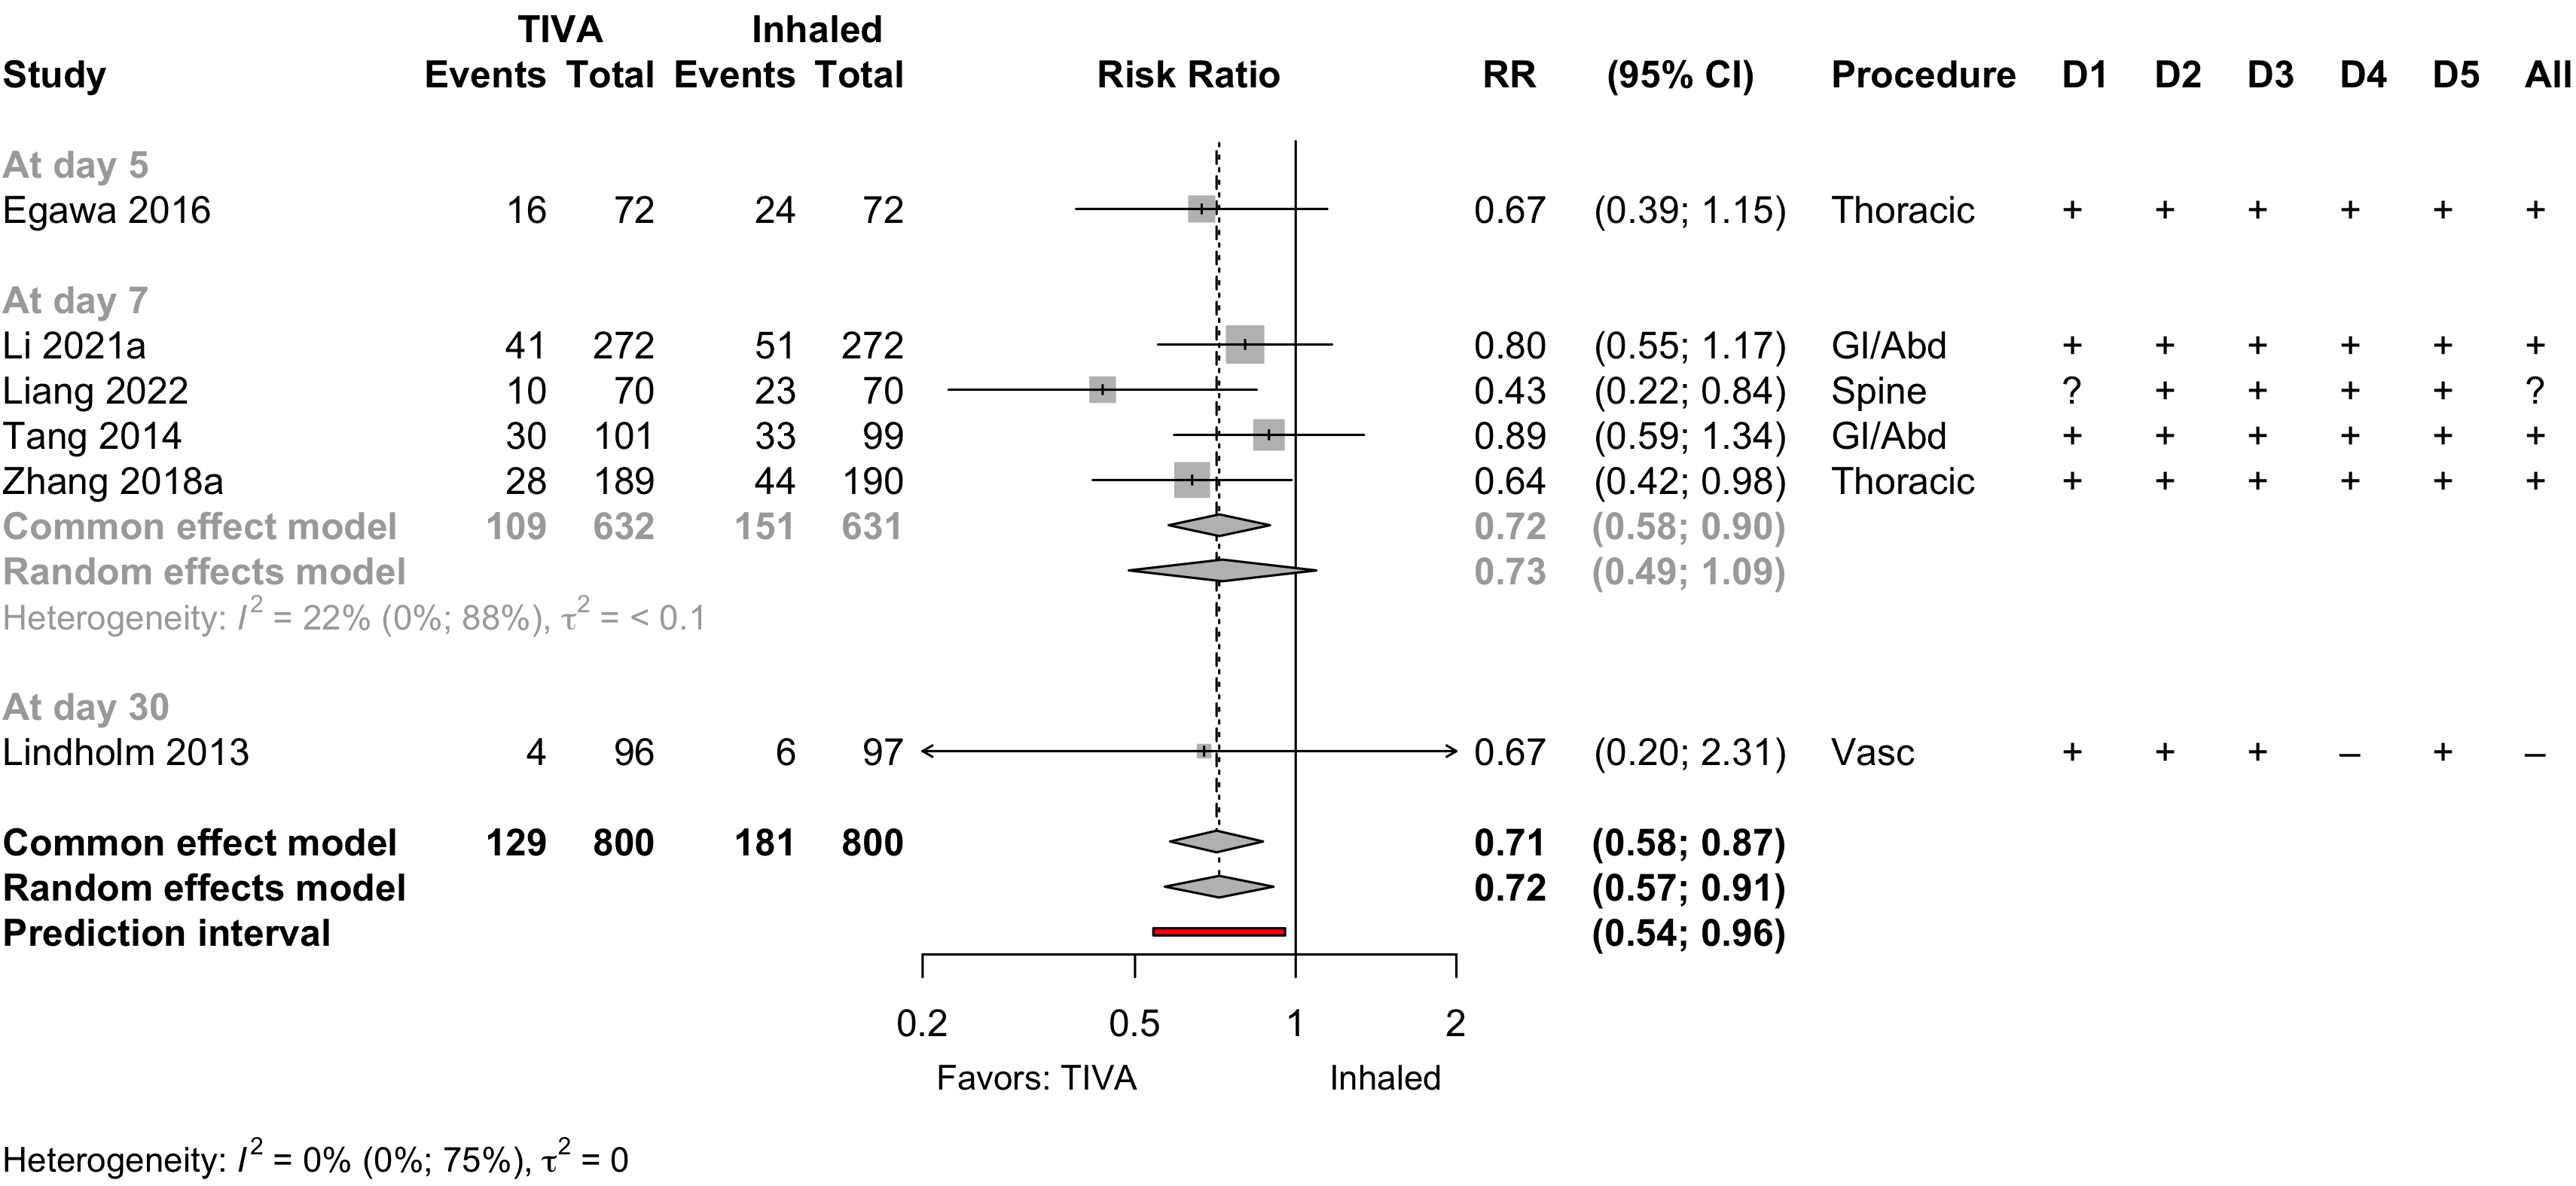 TIVA Inhaled
Study Events Total Events Total Risk Ratio RR (95% CI) Procedure D1 D2 D3 D4 D5 All
At day 5
Egawa 2016 16 72 24 72 0.67 (0.39; 1.15) Thoracic + + + + + +
At day 7
Li 2021a 41 272 51 272 0.80 (0.55; 1.17) GI/Abd + + + + + +
Liang 2022 10 70 23 70 0.43 (0.22; 0.84) Spine ? + + + + ?
Tang 2014 30 101 33 99 0.89 (0.59; 1.34) GI/Abd + + + + + +
Zhang 2018a 28 189 44 190 0.64 (0.42; 0.98) Thoracic + + + + + +
Common effect model 109 632 151 631 0.72 (0.58; 0.90)
Random effects model 0.73 (0.49; 1.09)
Heterogeneity: I² = 22% (0%; 88%), τ² = < 0.1
At day 30
Lindholm 2013 4 96 6 97 0.67 (0.20; 2.31) Vasc + + + – + –
Common effect model 129 800 181 800 0.71 (0.58; 0.87)
Random effects model 0.72 (0.57; 0.91)
Prediction interval (0.54; 0.96)
0.2 0.5 1 2
Favors: TIVA Inhaled
Heterogeneity: I² = 0% (0%; 75%), τ² = 0